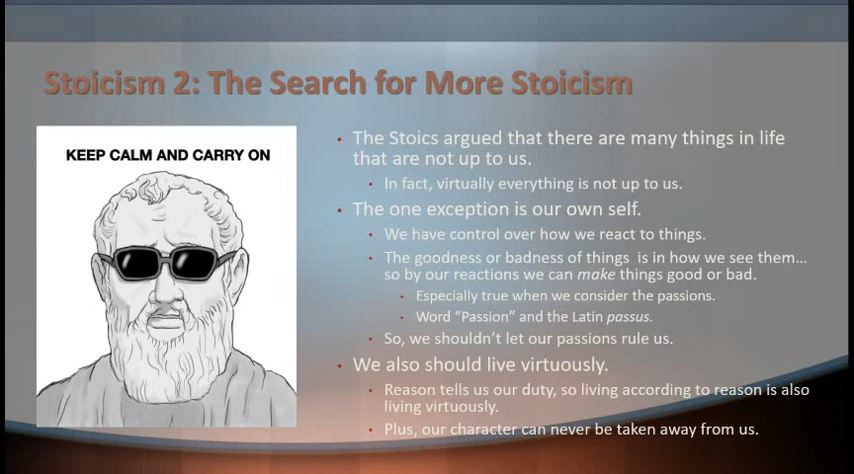 Stoicism 2: The Search for More Stoicism
KEEP CALM AND CARRY ON
The Stoics argued that there are many things in life
that are not up to us.
In fact, virtually everything is not up to us.
The one exception is our own self.
We have control over how we react to things.
The goodness or badness of things is in how we see them...
so by our reactions we can make things good or bad.
Especially true when we consider the passions.
Word “Passion” and the Latin passus.
So, we shouldn’t let our passions rule us.
We also should live virtuously.
Reason tells us our duty, so living according to reason is also
living virtuously.
Plus, our character can never be taken away from us.